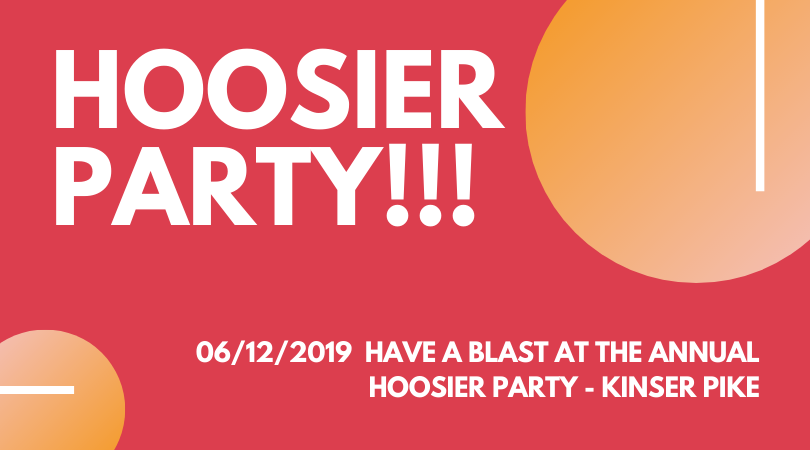 HOOSIER
PARTY!!!
06/12/2019 HAVE A BLAST AT THE ANNUAL
HOOSIER PARTY - KINSER PIKE